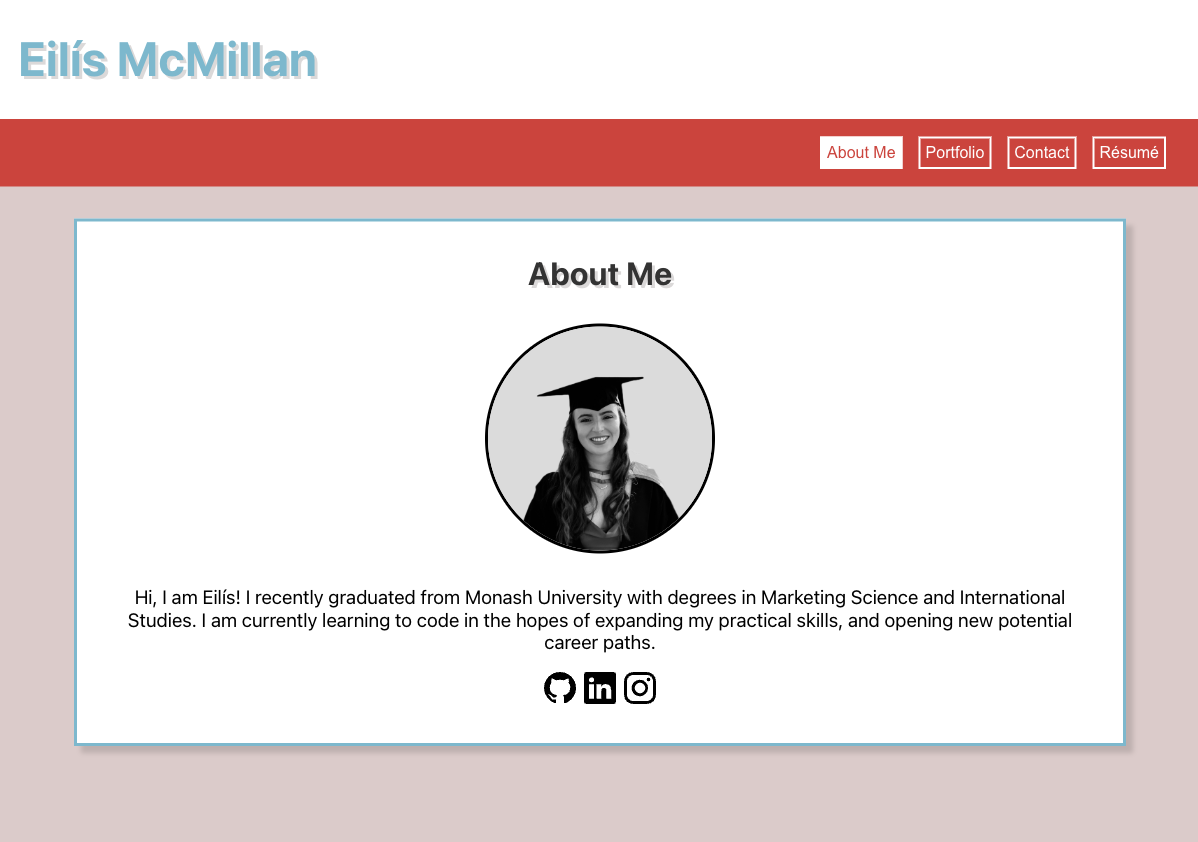 Eilís McMillan
About Me
Portfolio
Contact
Résumé
About Me
Hi, I am Eilís! I recently graduated from Monash University with degrees in Marketing Science and International
Studies. I am currently learning to code in the hopes of expanding my practical skills, and opening new potential
career paths.
in